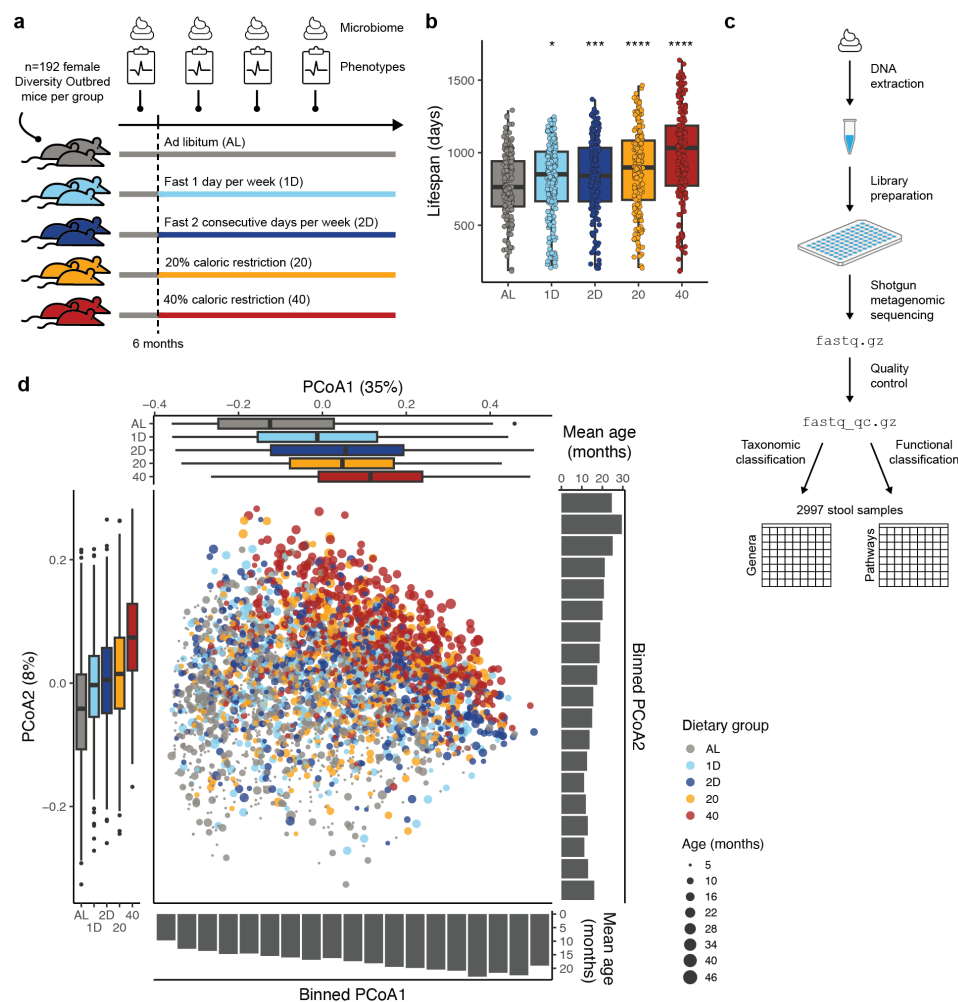 a
Microbiome
Phenotypes
n=192 female
Diversity Outbred
mice per group
Ad libitum (AL)
Fast 1 day per week (1D)
Fast 2 consecutive days per week (2D)
20% caloric restriction (20)
40% caloric restriction (40)
6 months
b
Lifespan (days)
1500
1000
500
* *** **** ****
AL 1D 2D 20 40
c
DNA
extraction
Library
preparation
Shotgun
metagenomic
sequencing
fastq.gz
Quality
control
fastq_qc.gz
Taxonomic
classification
Functional
classification
2997 stool samples
Genera
Pathways
d
PCoA1 (35%)
−0.4 −0.2 0.0 0.2 0.4
AL
1D
2D
20
40
Mean age
(months)
0 10 20 30
PCoA2 (8%)
0.2
0.0
−0.2
AL 2D 40
1D 20
Binned PCoA2
Mean age
(months)
0
5
10
15
20
Binned PCoA1
Dietary group
AL
1D
2D
20
40
Age (months)
5
10
16
22
28
34
40
46